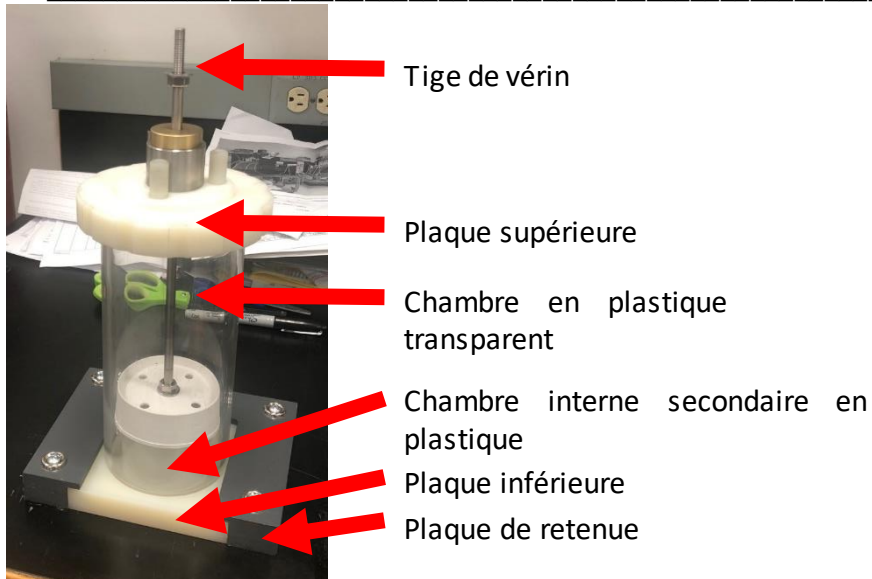 Tige de vérin
Plaque supérieure
Chambre en plastique
transparent
Chambre interne secondaire en
plastique
Plaque inférieure
Plaque de retenue